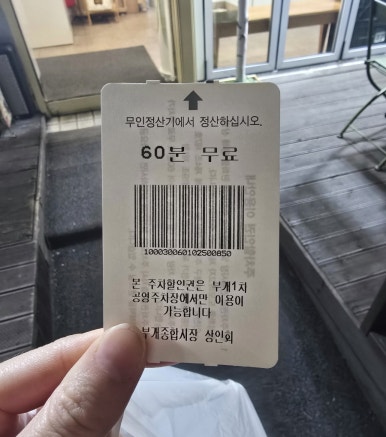 무인정산기에서 정산하십시오.
60분 무료
100030060102500850
본 주차할인권은 부개1차
공영주차장에서만 이용이
가능합니다
부개종합시장 상인회